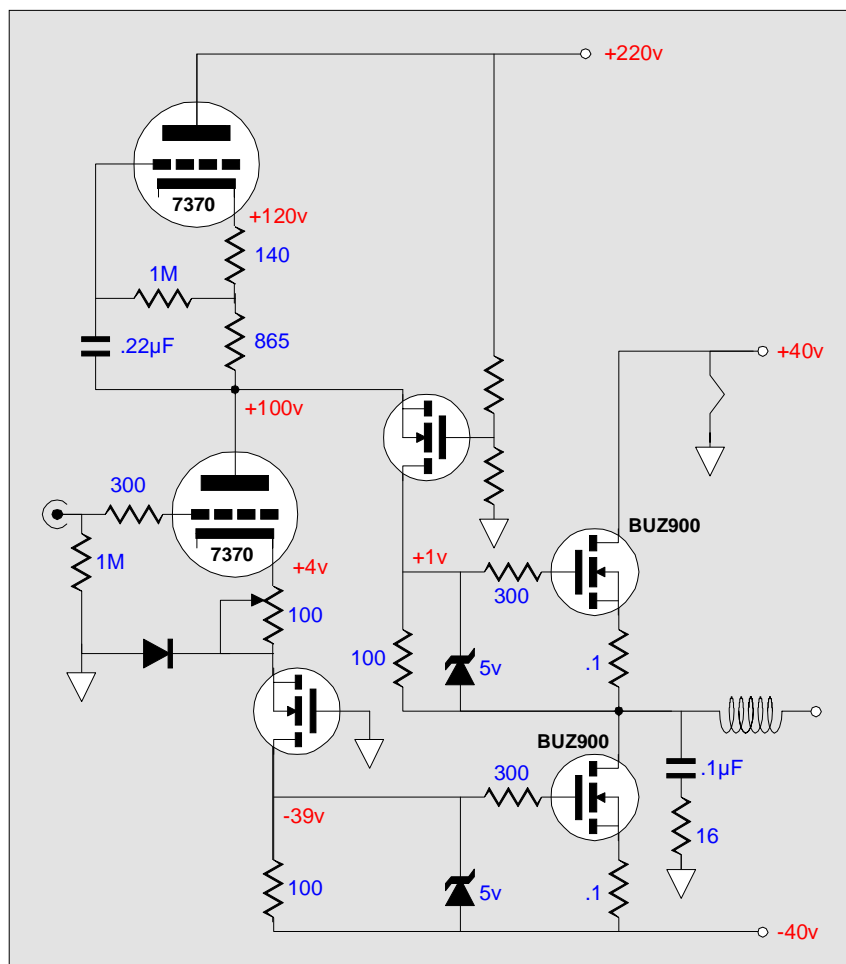 +220v
7370
+120v
140
1M
.22µF
865
+40v
+100v
300
BUZ900
7370
+1v
1M
+4v
300
100
100
5v
.1
BUZ900
300
.1µF
-39v
16
100
5v
.1
-40v